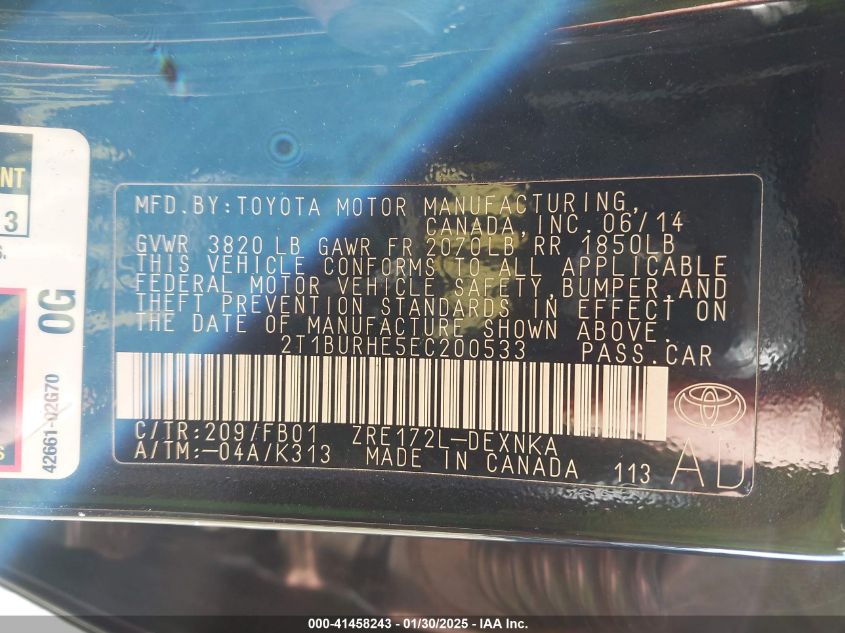 NT
3
S.
OG
42661-02G70
S
MFD.BY:TOYOTA MOTOR MANUFACTURING,
CANADA,INC.06/14
GVWR 3820 LB GAWR FR 2070LB RR 1850LB
THIS VEHICLE CONFORMS TO ALL APPLICABLE
FEDERAL MOTOR VEHICLE SAFETY,BUMPER,AND
THEFT PREVENTION STANDARDS IN EFFECT ON
THE DATE OF MANUFACTURE SHOWN ABOVE.
2T1BURHE5EC200533 PASS.CAR
C/TR:209/FB01 ZRE172L-DEXNKA
A/TM:-04A/K313 MADE IN CANADA 113 AD
000-41458243 - 01/30/2025 - IAA Inc.